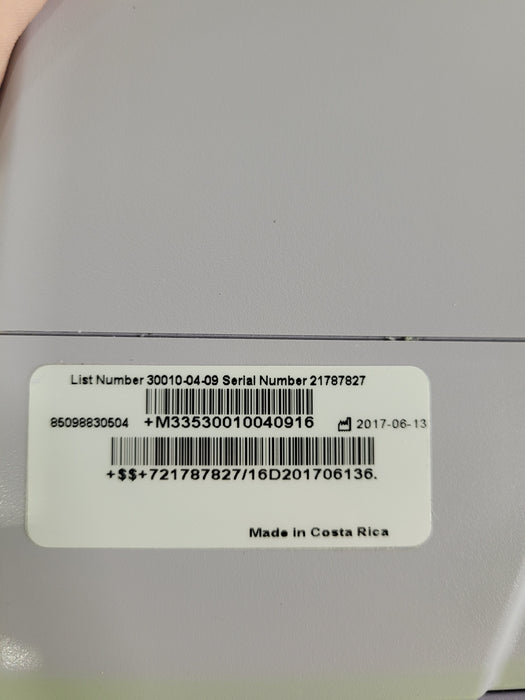 List Number 30010-04-09 Serial Number 21787827
85098830504 +M33530010040916 2017-06-13
+$$+721787827/16D201706136.
Made in Costa Rica